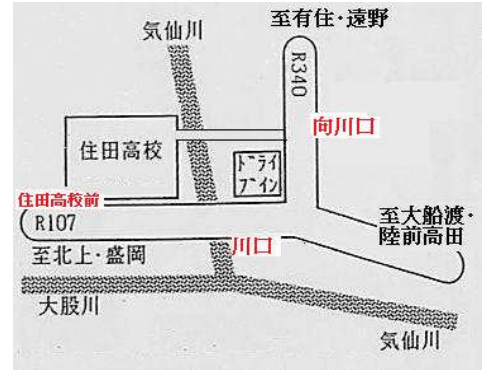 至有住・遠野
気仙川
R340
向川口
住田高校
ドライ
ブイン
住田高校前
R107
至大船渡・
陸前高田
川口
至北上・盛岡
大股川
気仙川